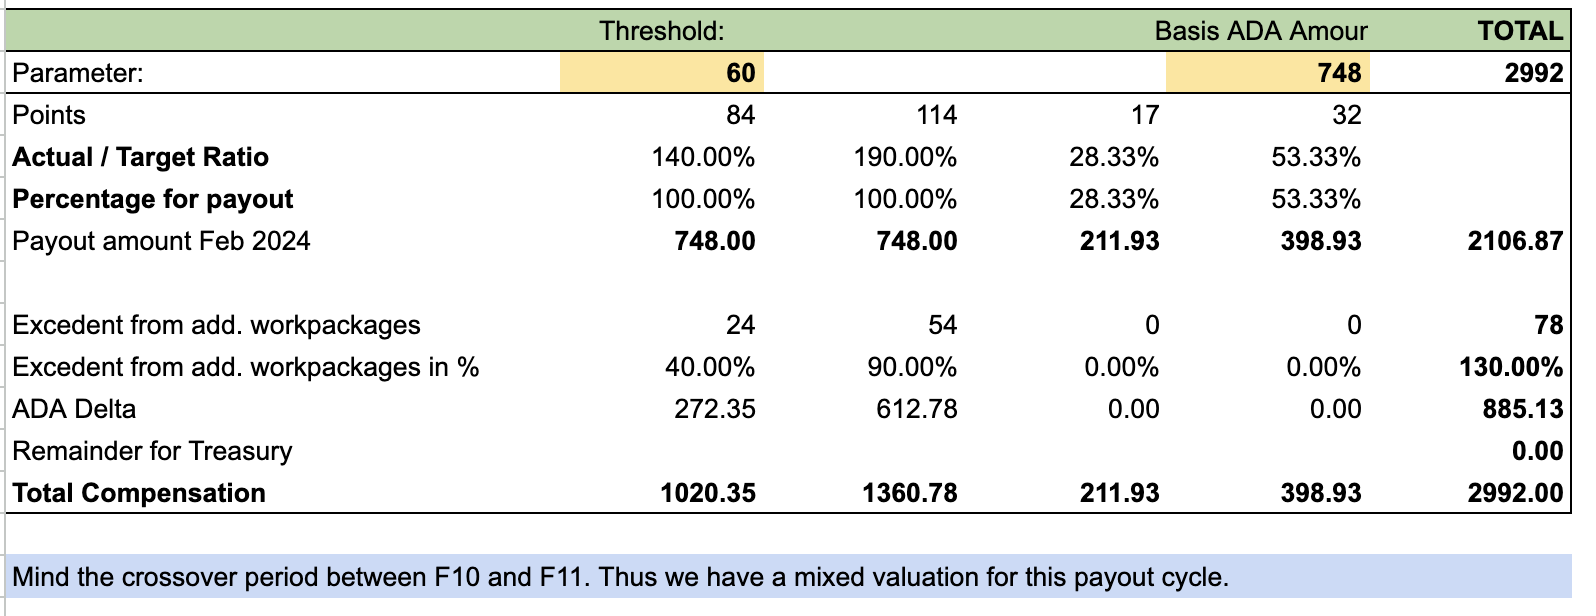 Threshold: Basis ADA Amour TOTAL
Parameter: 60 748 2992
Points 84 114 17 32
Actual / Target Ratio 140.00% 190.00% 28.33% 53.33%
Percentage for payout 100.00% 100.00% 28.33% 53.33%
Payout amount Feb 2024 748.00 748.00 211.93 398.93 2106.87
Excedent from add. workpackages 24 54 0 0 78
Excedent from add. workpackages in % 40.00% 90.00% 0.00% 0.00% 130.00%
ADA Delta 272.35 612.78 0.00 0.00 885.13
Remainder for Treasury 0.00
Total Compensation 1020.35 1360.78 211.93 398.93 2992.00
Mind the crossover period between F10 and F11. Thus we have a mixed valuation for this payout cycle.